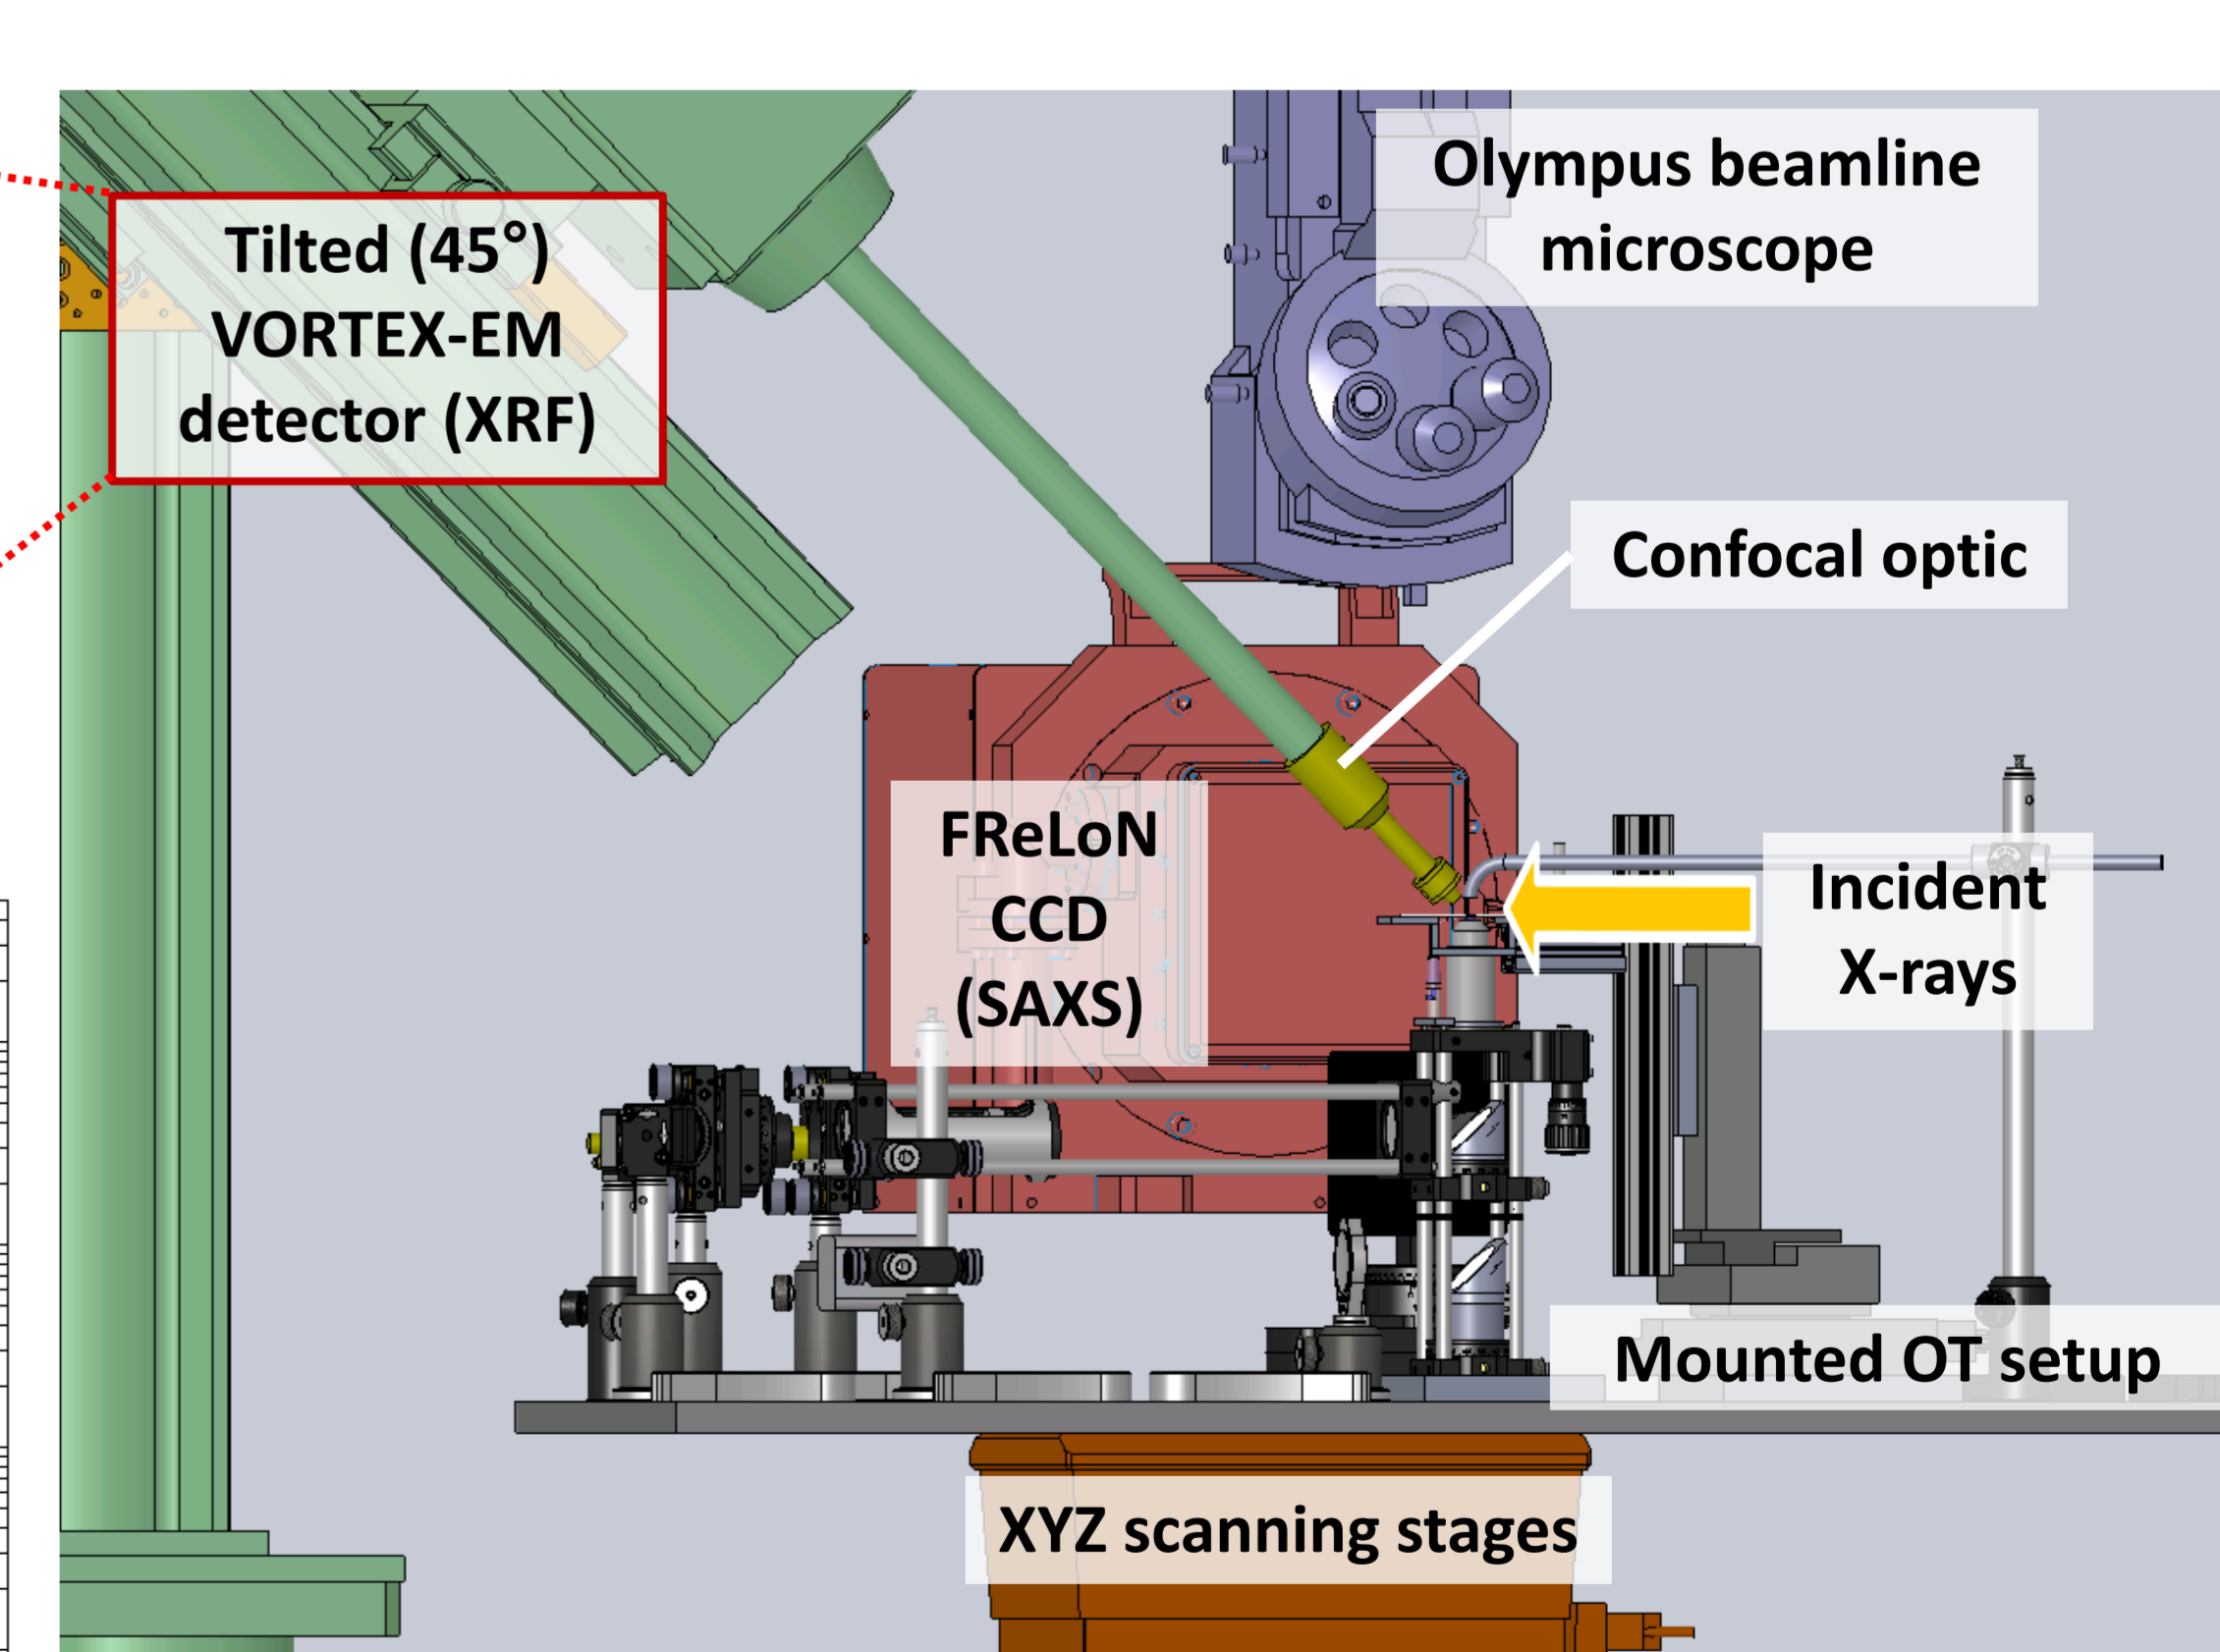 Olympus beamline
microscope
Tilted (45°)
VORTEX-EM
detector (XRF)
Confocal optic
FReLoN
CCD
(SAXS)
Incident
X-rays
Mounted OT setup
XYZ scanning stages